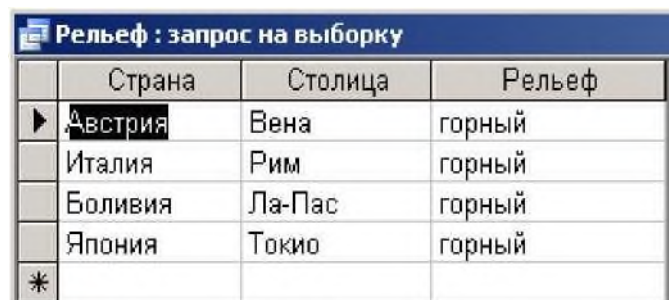 Рельеф : запрос на выборку
Страна Столица Рельеф
Австрия Вена горный
Италия Рим горный
Боливия Ла-Пас горный
Япония Токио горный